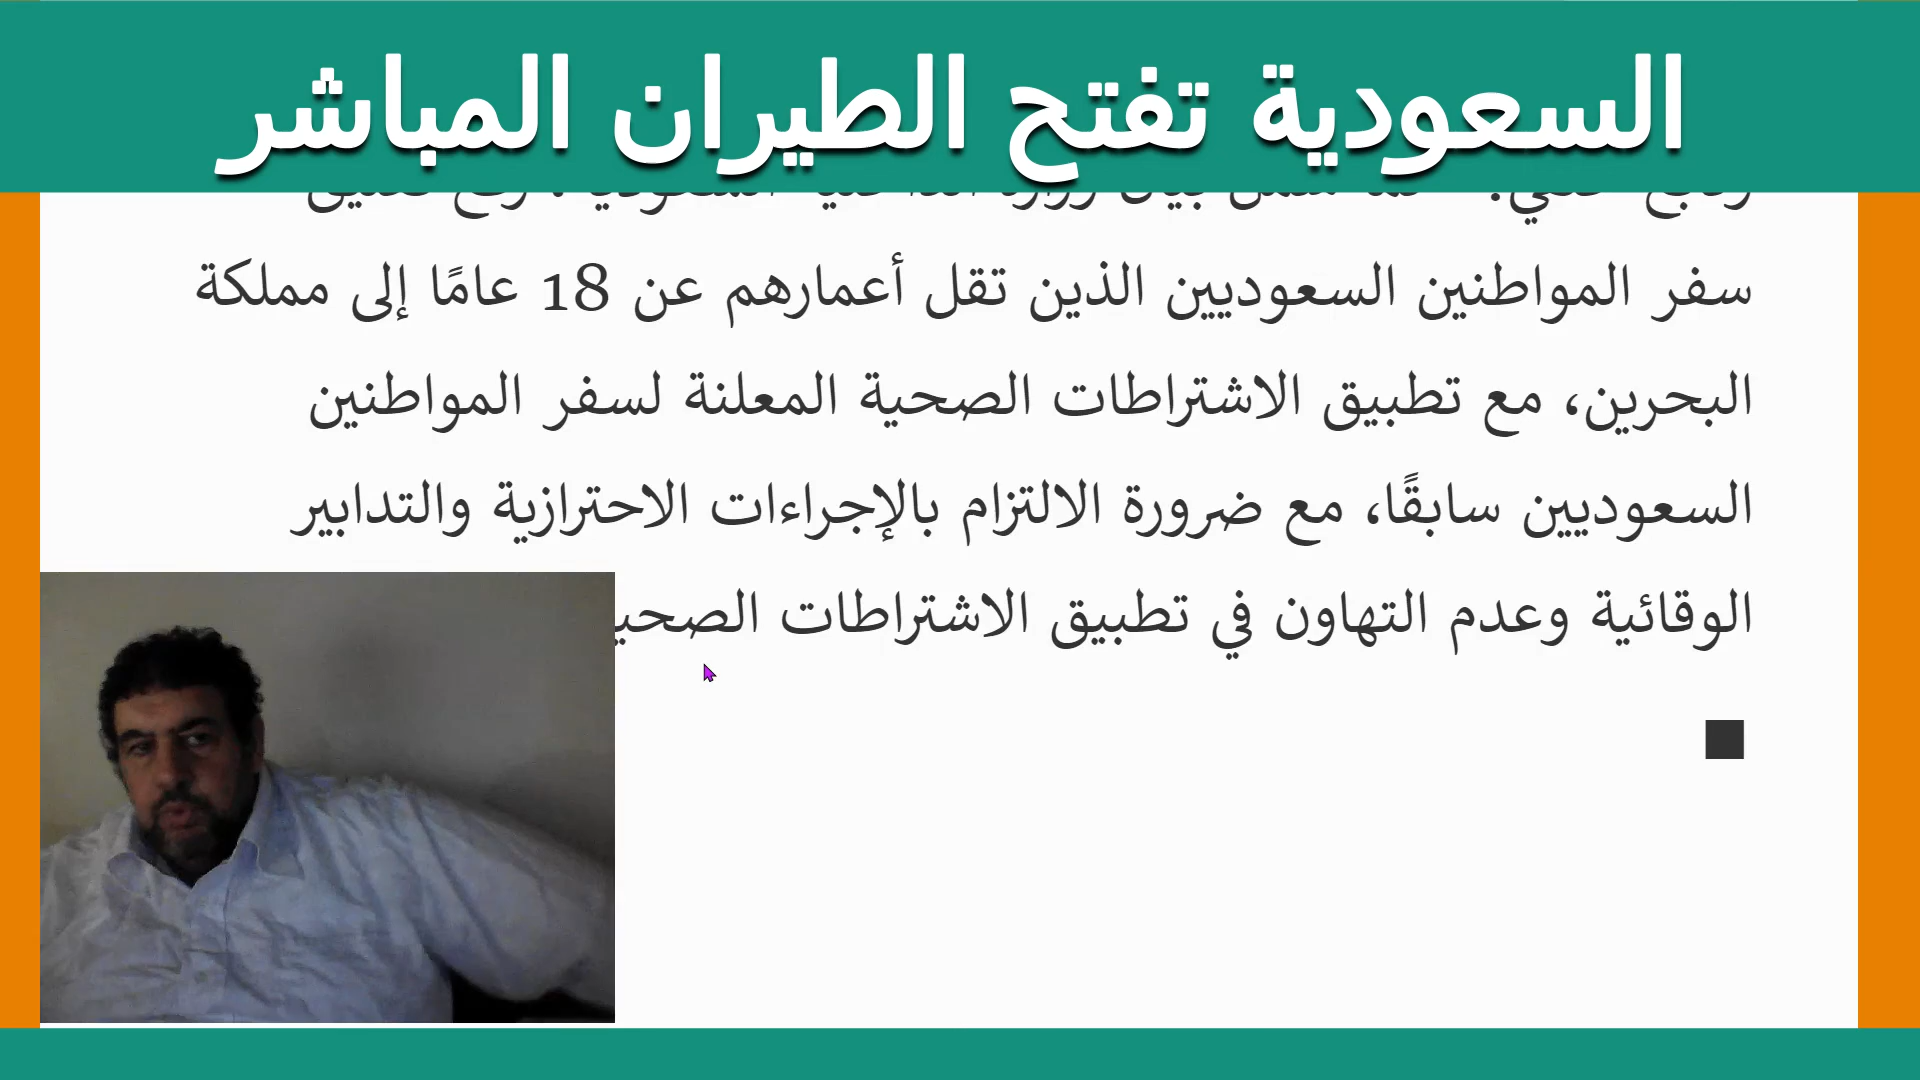 السعودية تفتح الطيران المباشر
سفر المواطنين السعوديين الذين تقل أعمارهم عن 18 عامًا إلى مملكة
البحرين، مع تطبيق الاشتراطات الصحية المعلنة لسفر المواطنين
السعوديين سابقًا، مع ضرورة الالتزام بالإجراءات الاحترازية والتدابير
الوقائية وعدم التهاون في تطبيق الاشتراطات